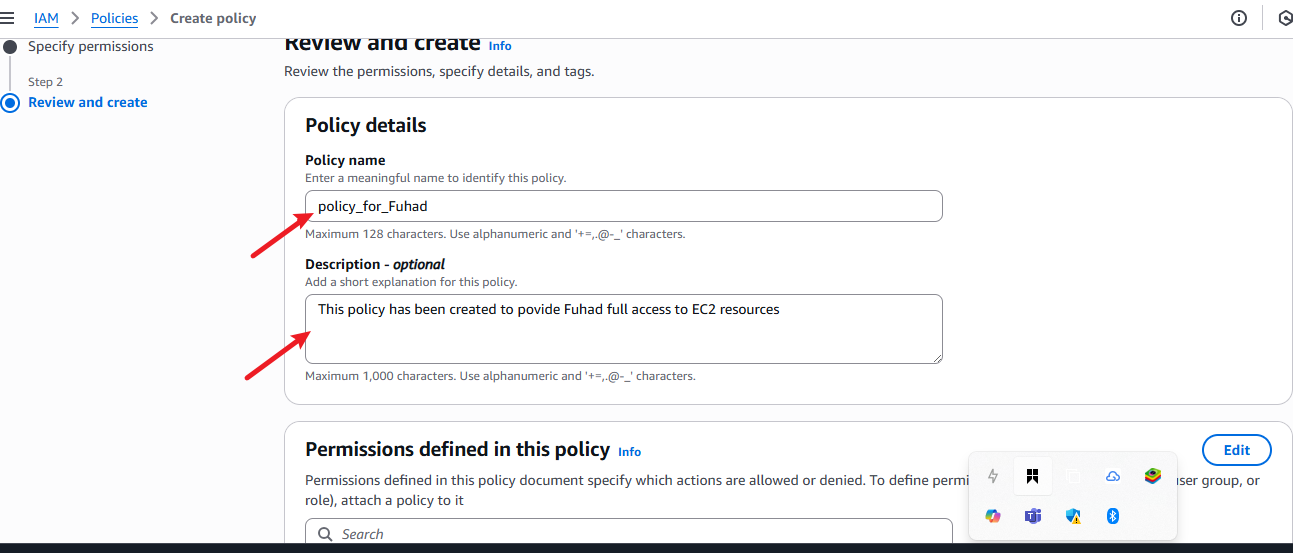 IAM > Policies > Create policy
Specify permissions
Step 2
Review and create
Review and create Info
Review the permissions, specify details, and tags.
Policy details
Policy name
Enter a meaningful name to identify this policy.
policy_for_Fuhad
Maximum 128 characters. Use alphanumeric and '+=,.@-_' characters.
Description - optional
Add a short explanation for this policy.
This policy has been created to povide Fuhad full access to EC2 resources
Maximum 1,000 characters. Use alphanumeric and '+=,.@-_' characters.
Permissions defined in this policy Info
Edit
Permissions defined in this policy document specify which actions are allowed or denied. To define user group, or
role), attach a policy to it
Search